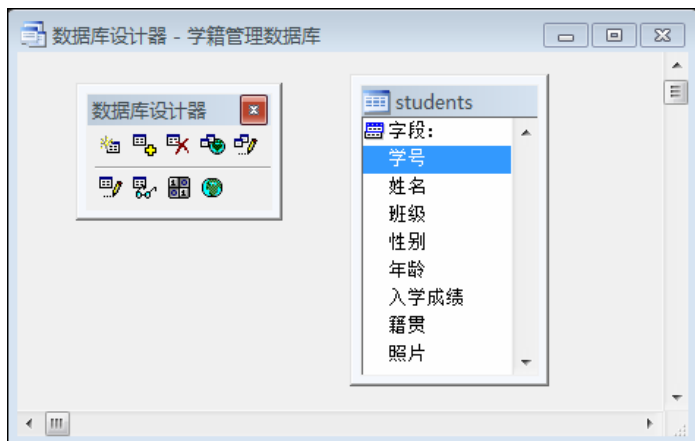 数据库设计器 - 学籍管理数据库
数据库设计器
students
字段:
学号
姓名
班级
性别
年龄
入学成绩
籍贯
照片